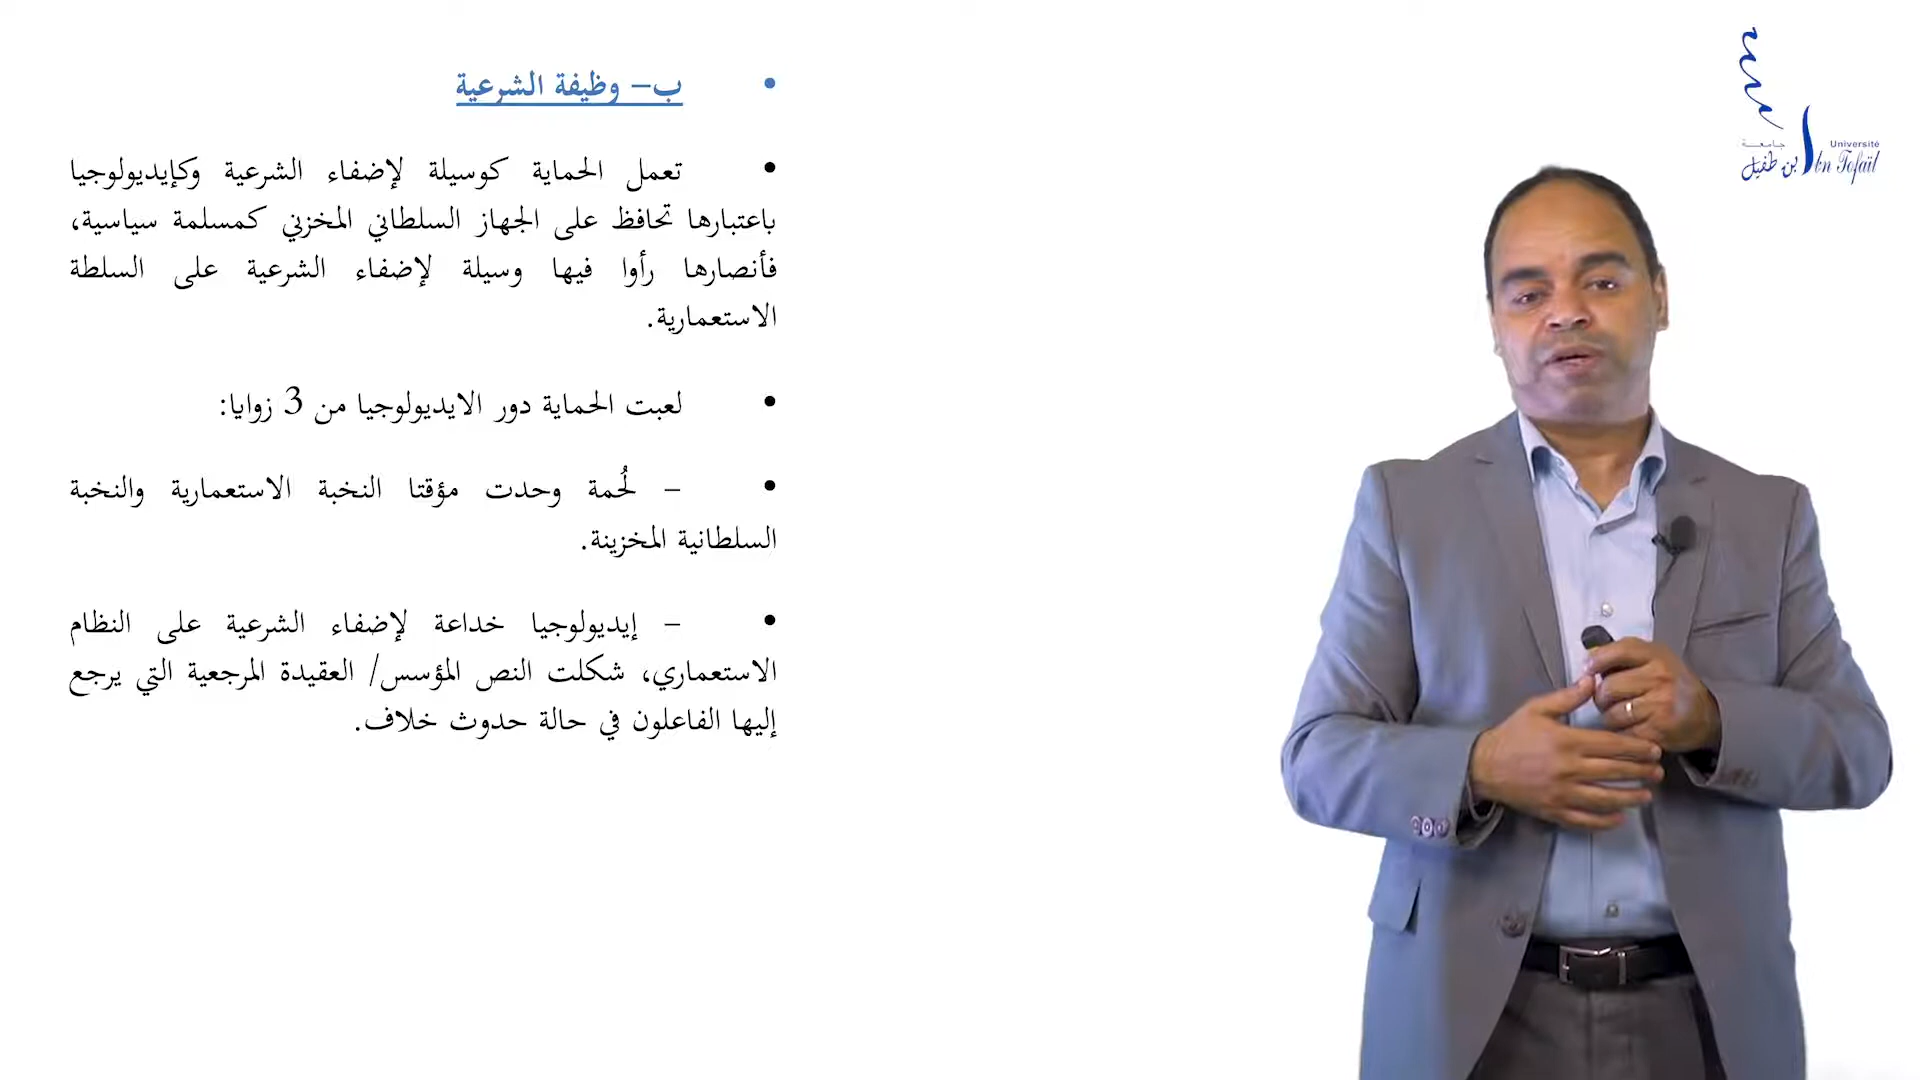 • ب- وظيفة الشرعية
• تعمل الحماية كوسيلة لإضفاء الشرعية وكإيديولوجيا
باعتبارها تحافظ على الجهاز السلطاني المخزني كمسلمة سياسية،
فأنصارها رأوا فيها وسيلة لإضفاء الشرعية على السلطة
الاستعمارية.
• لعبت الحماية دور الايديولوجيا من 3 زوايا:
• - لُحمة وحدت مؤقتا النخبة الاستعمارية والنخبة
السلطانية المخزينة.
• - إيديولوجيا خداعة لإضفاء الشرعية على النظام
الاستعماري، شكلت النص المؤسس/ العقيدة المرجعية التي يرجع
إليها الفاعلون في حالة حدوث خلاف.
جامعة Université
ابن طفيل Ibn Tofaïl